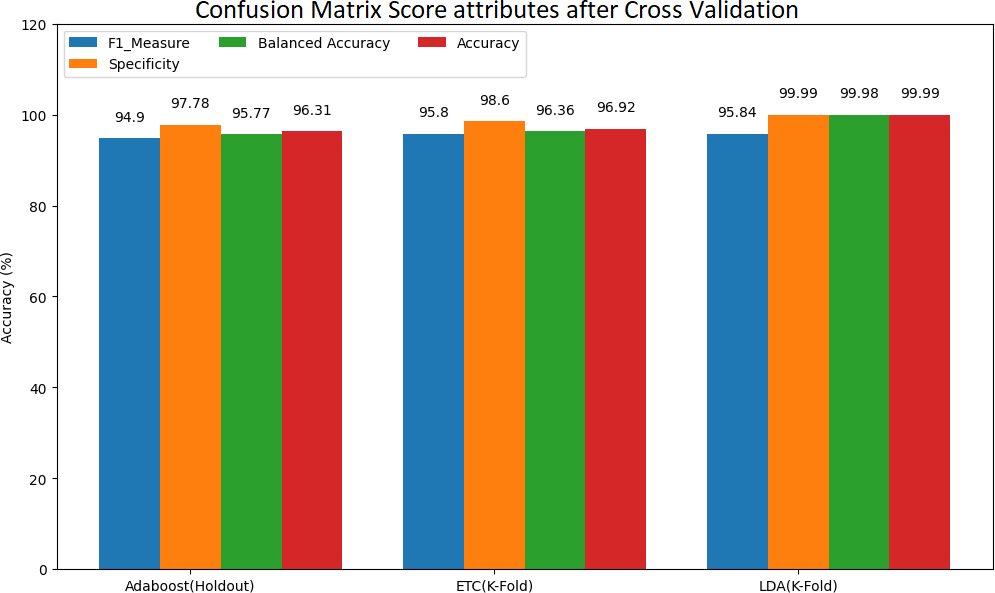 Confusion Matrix Score attributes after Cross Validation
F1_Measure
Specificity
Balanced Accuracy
Accuracy
Accuracy (%)
120
100
80
60
40
20
0
94.9
97.78
95.77
96.31
95.8
98.6
96.36
96.92
95.84
99.99
99.98
99.99
Adaboost(Holdout)
ETC(K-Fold)
LDA(K-Fold)